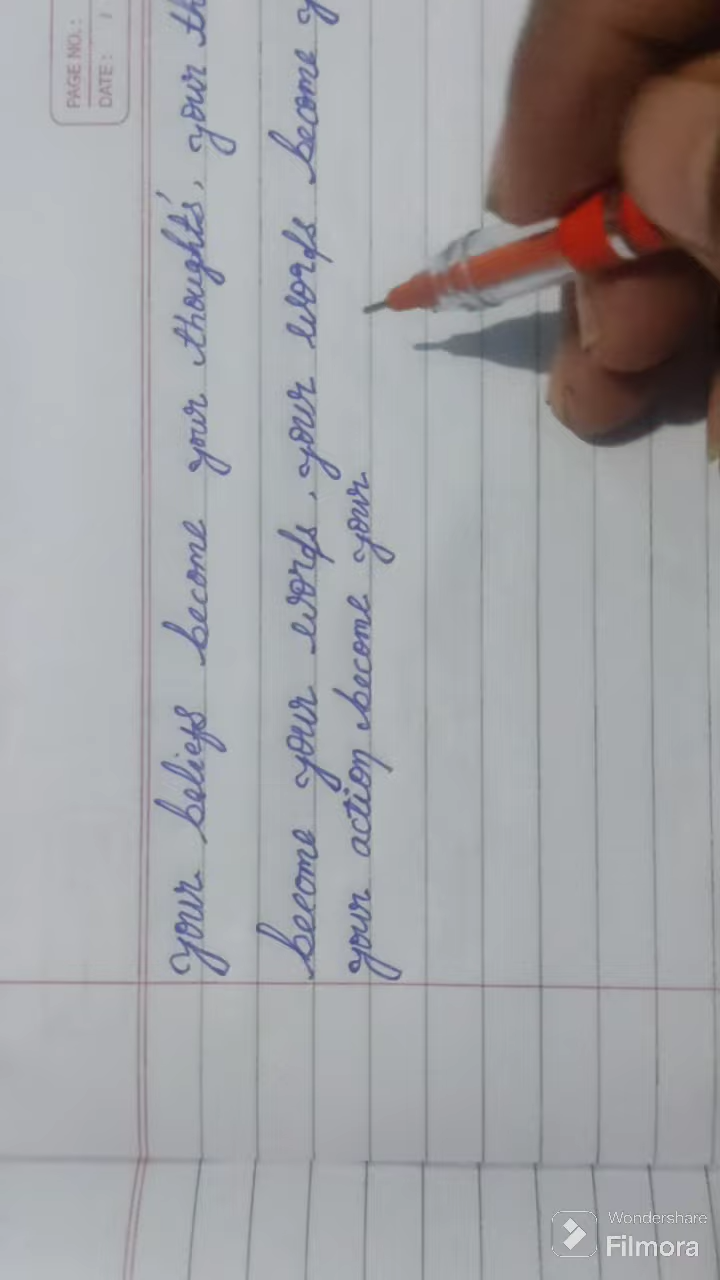 PAGE NO.:
DATE:
your beliefs become your thoughts, your
become your words, your words become
your action become your
Wondershare
Filmora